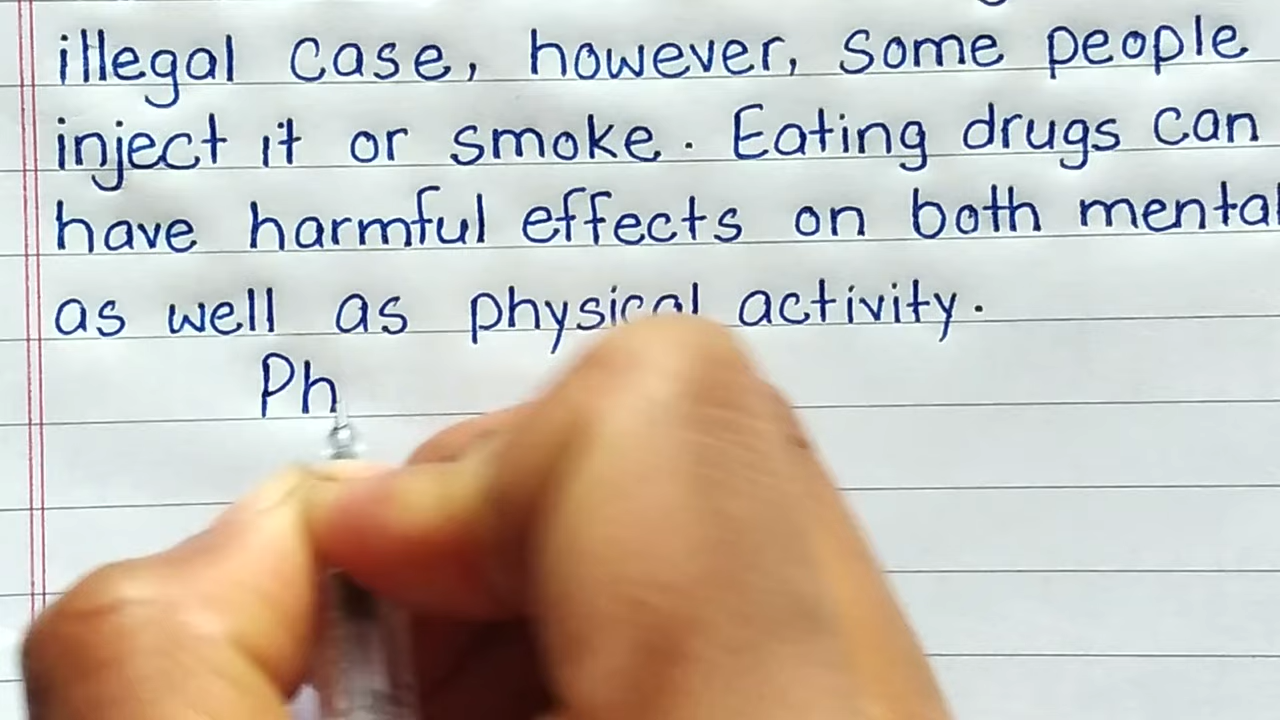 illegal case, however, some people
inject it or smoke. Eating drugs can
have harmful effects on both mental
as well as physical activity.
Ph